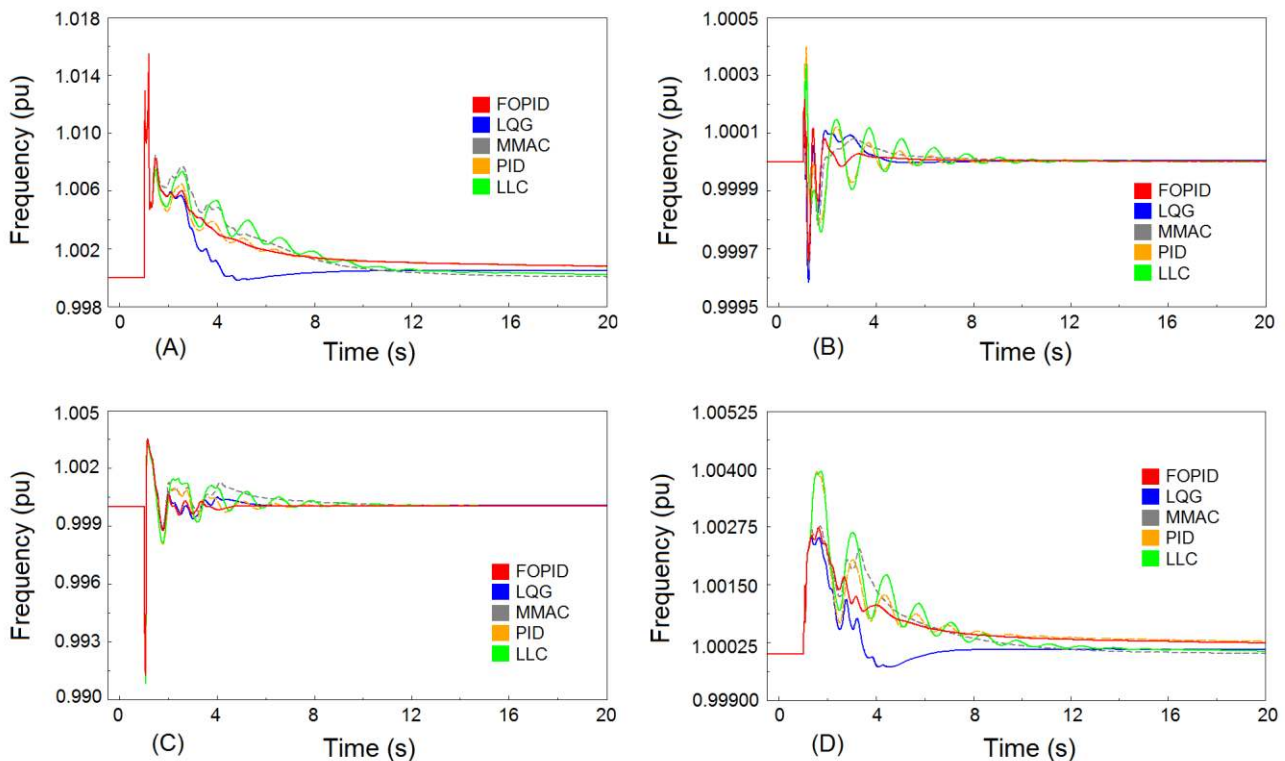 Frequency (pu)
1.018
1.014
1.010
1.006
1.002
0.998
FOPID
LQG
MMAC
PID
LLC
0 4 8 12 16 20
(A) Time (s)
Frequency (pu)
1.0005
1.0003
1.0001
0.9999
0.9997
0.9995
FOPID
LQG
MMAC
PID
LLC
0 4 8 12 16 20
(B) Time (s)
Frequency (pu)
1.005
1.002
0.999
0.996
0.993
0.990
FOPID
LQG
MMAC
PID
LLC
0 4 8 12 16 20
(C) Time (s)
Frequency (pu)
1.00525
1.00400
1.00275
1.00150
1.00025
0.99900
FOPID
LQG
MMAC
PID
LLC
0 4 8 12 16 20
(D) Time (s)